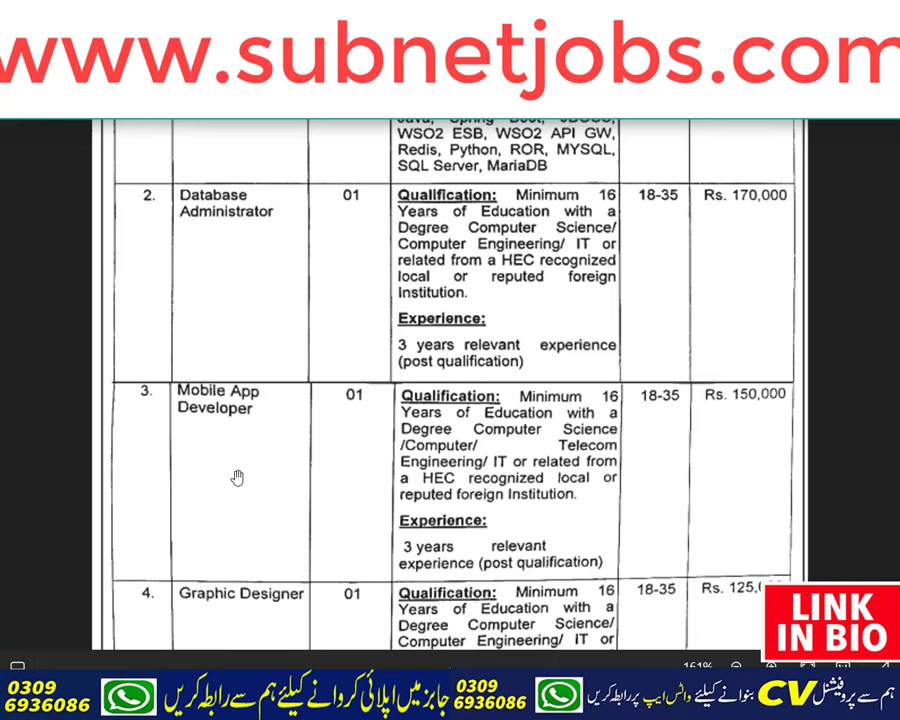 www.subnetjobs.com
WSO2 ESB, WSO2 API GW,
Redis, Python, ROR, MYSQL,
SQL Server, MariaDB
2. Database Administrator 01 Qualification: Minimum 16 18-35 Rs. 170,000
Years of Education with a
Degree Computer Science/
Computer Engineering/ IT or
related from a HEC recognized
local or reputed foreign
Institution.
Experience:
3 years relevant experience
(post qualification)
3. Mobile App Developer 01 Qualification: Minimum 16 18-35 Rs. 150,000
Years of Education with a
Degree Computer Science
/Computer/ Telecom
Engineering/ IT or related from
a HEC recognized local or
reputed foreign Institution.
Experience:
3 years relevant
experience (post qualification)
4. Graphic Designer 01 Qualification: Minimum 16 18-35 Rs. 125,
Years of Education with a
Degree Computer Science/
Computer Engineering/ IT or
LINK
IN BIO
161%
0309
6936086
جابز میں اپلائی کروانے کیلئے ہم سے رابطہ کریں
0309
6936086
ہم سے پروفیشنل CV بنوانے کیلئے واٹس ایپ پر رابطہ کریں